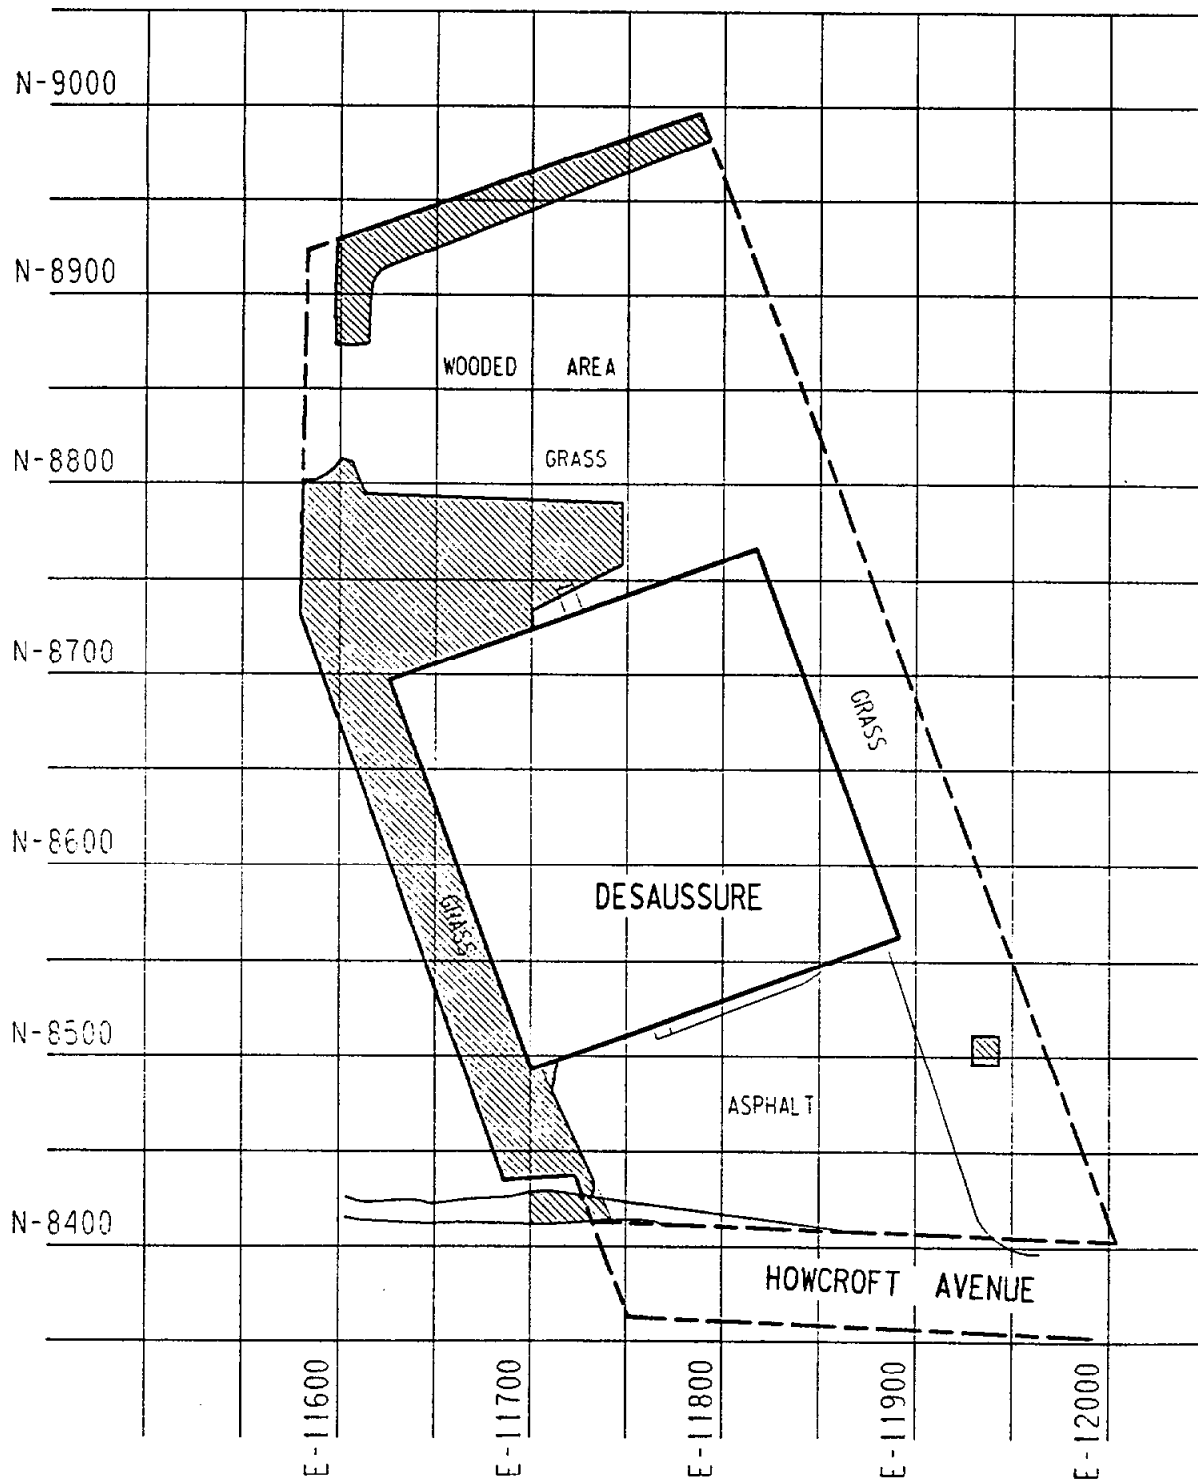 N-9000
N-8900
WOODED AREA
N-8800
GRASS
N-8700
GRASS
N-8600
DESAUSSURE
GRASS
N-8500
ASPHALT
N-8400
HOWCROFT AVENUE
E-11600
E-11700
E-11800
E-11900
E-12000